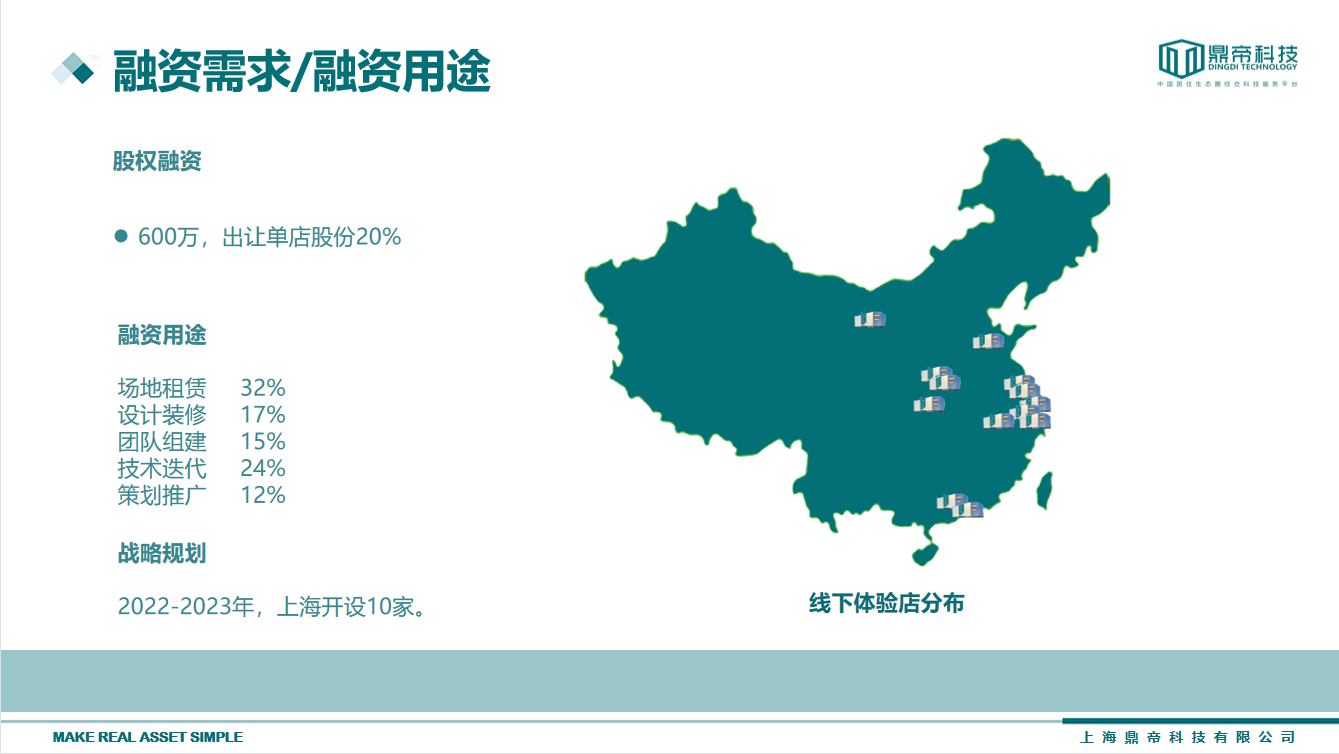 融资需求/融资用途
鼎帝科技
DINGDI TECHNOLOGY
中国居住生态圈综合科技服务平台
股权融资
● 600万，出让单店股份20%
融资用途
场地租赁 32%
设计装修 17%
团队组建 15%
技术迭代 24%
策划推广 12%
战略规划
2022-2023年，上海开设10家。
线下体验店分布
MAKE REAL ASSET SIMPLE
上海鼎帝科技有限公司